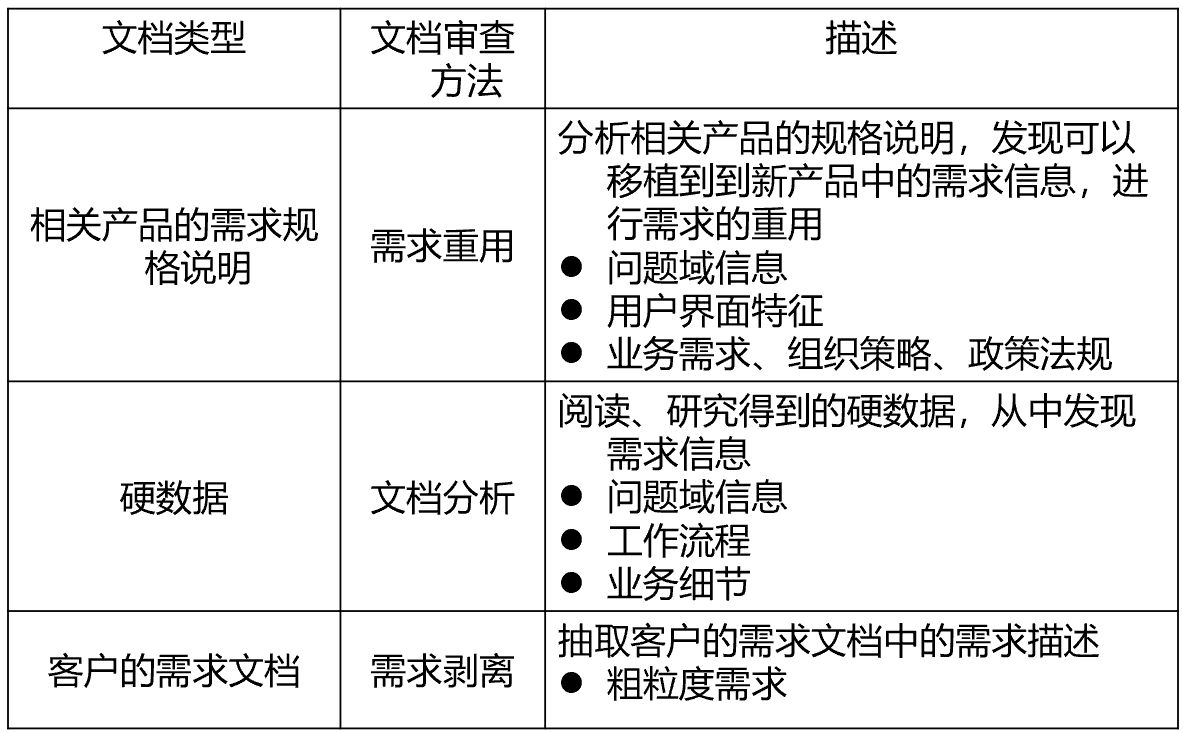 文档类型
文档审查
方法
描述
相关产品的需求规
格说明
需求重用
分析相关产品的规格说明，发现可以
移植到到新产品中的需求信息，进
行需求的重用
● 问题域信息
● 用户界面特征
● 业务需求、组织策略、政策法规
硬数据
文档分析
阅读、研究得到的硬数据，从中发现
需求信息
● 问题域信息
● 工作流程
● 业务细节
客户的需求文档
需求剥离
抽取客户的需求文档中的需求描述
● 粗粒度需求